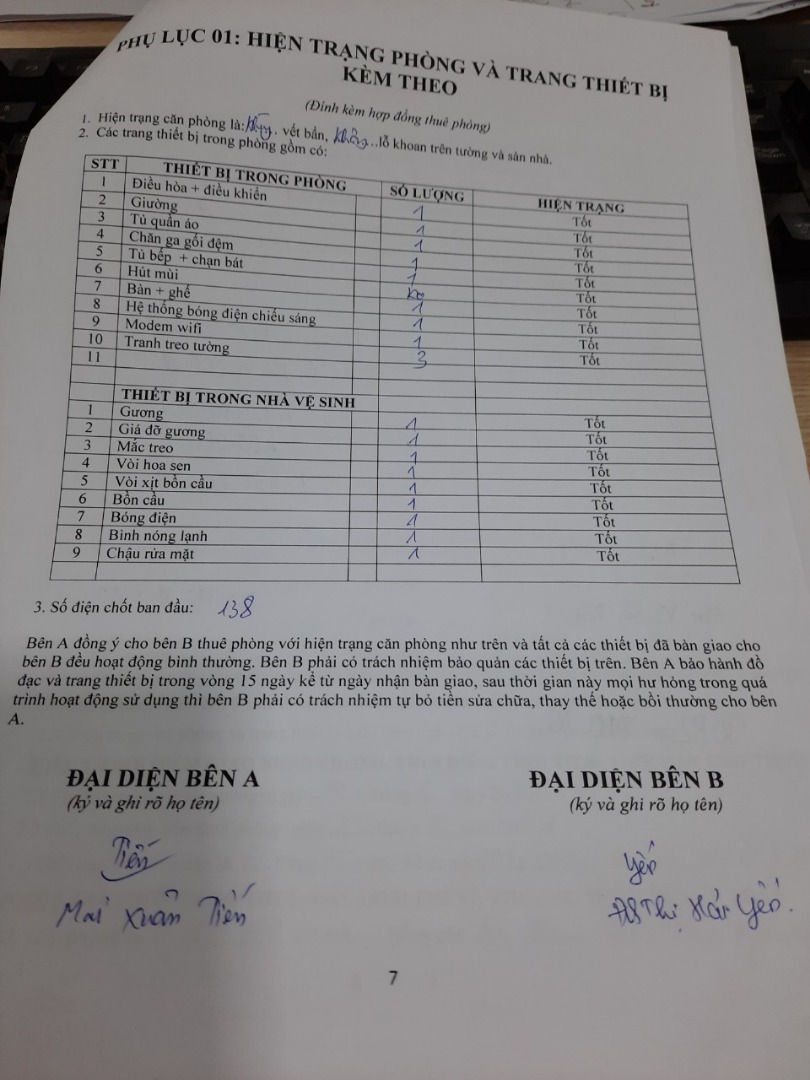 PHỤ LỤC 01: HIỆN TRẠNG PHÒNG VÀ TRANG THIẾT BỊ
KÈM THEO
(Đính kèm hợp đồng thuê phòng)
1. Hiện trạng căn phòng là: vết bẩn, không...lỗ khoan trên tường và sàn nhà.
2. Các trang thiết bị trong phòng gồm có:
STT THIẾT BỊ TRONG PHÒNG SỐ LƯỢNG HIỆN TRẠNG
1 Điều hòa + điều khiển 1 Tốt
2 Giường 1 Tốt
3 Tủ quần áo 1 Tốt
4 Chăn ga gối đệm 1 Tốt
5 Tủ bếp + chạn bát 1 Tốt
6 Hút mùi ko Tốt
7 Bàn + ghế 1 Tốt
8 Hệ thống bóng điện chiếu sáng 1 Tốt
9 Modem wifi 1 Tốt
10 Tranh treo tường 3 Tốt
11
THIẾT BỊ TRONG NHÀ VỆ SINH
1 Gương 1 Tốt
2 Giá đỡ gương 1 Tốt
3 Mắc treo 1 Tốt
4 Vòi hoa sen 1 Tốt
5 Vòi xịt bồn cầu 1 Tốt
6 Bồn cầu 1 Tốt
7 Bóng điện 1 Tốt
8 Bình nóng lạnh 1 Tốt
9 Chậu rửa mặt 1 Tốt
3. Số điện chốt ban đầu: 138
Bên A đồng ý cho bên B thuê phòng với hiện trạng căn phòng như trên và tất cả các thiết bị đã bàn giao cho
bên B đều hoạt động bình thường. Bên B phải có trách nhiệm bảo quản các thiết bị trên. Bên A bảo hành đồ
đạc và trang thiết bị trong vòng 15 ngày kể từ ngày nhận bàn giao, sau thời gian này mọi hư hỏng trong quá
trình hoạt động sử dụng thì bên B phải có trách nhiệm tự bỏ tiền sửa chữa, thay thế hoặc bồi thường cho bên
A.
ĐẠI DIỆN BÊN A ĐẠI DIỆN BÊN B
(ký và ghi rõ họ tên) (ký và ghi rõ họ tên)
Tiến Yến
Mai Xuân Tiến Đỗ Thị Hải Yến.
7